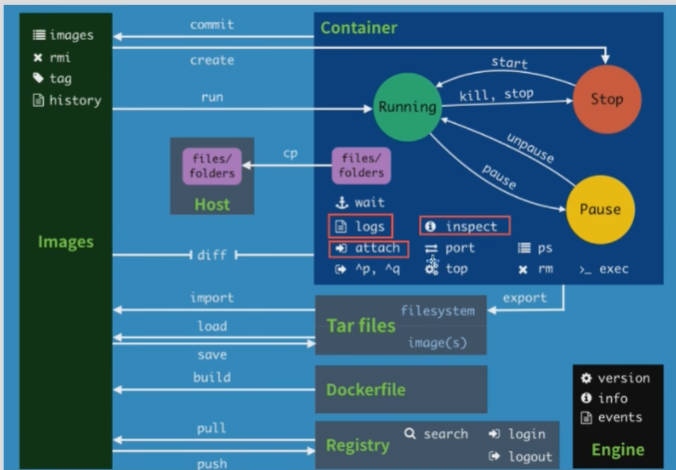 images
rmi
tag
history
Images
commit
create
run
Container
start
Running
kill, stop
Stop
unpause
pause
Pause
files/
folders
Host
cp
files/
folders
wait
logs
inspect
attach
port
ps
^p, ^q
top
rm
>_ exec
diff
import
export
filesystem
Tar files
load
image(s)
save
build
Dockerfile
pull
push
Registry
search
login
logout
version
info
events
Engine